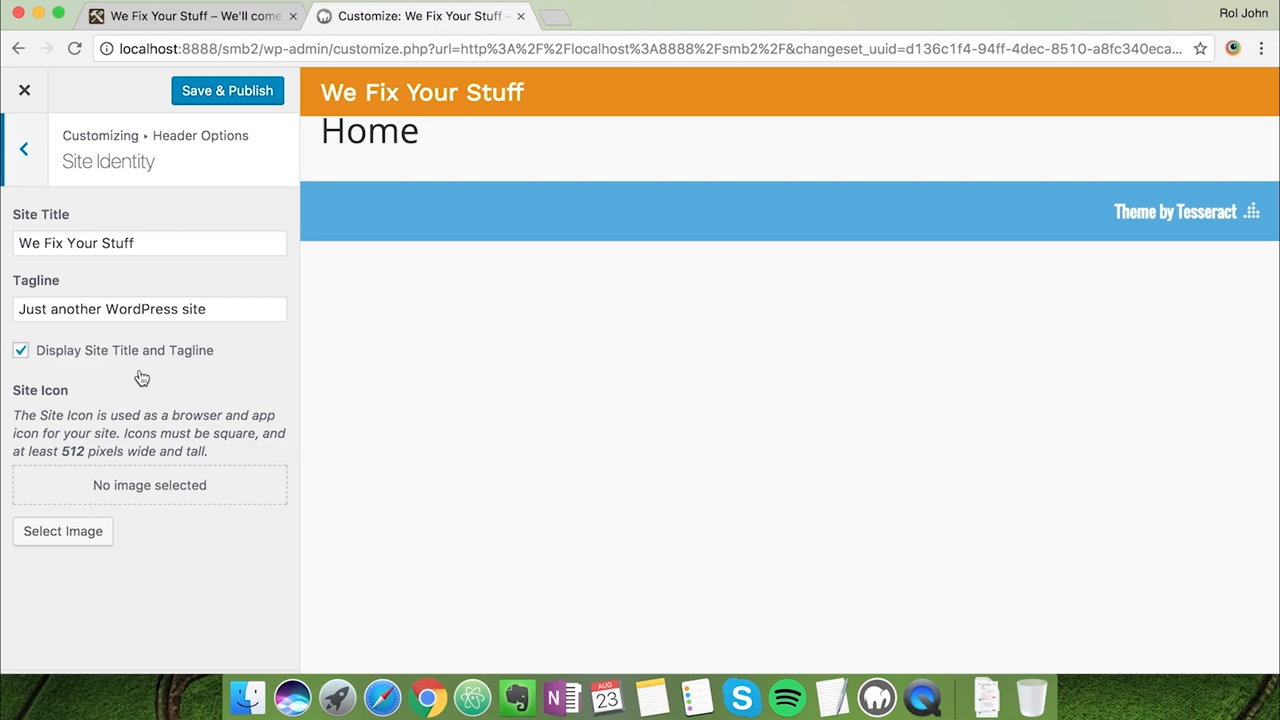 We Fix Your Stuff – We'll come
Customize: We Fix Your Stuff –
Rol John
localhost:8888/smb2/wp-admin/customize.php?url=http%3A%2F%2Flocalhost%3A8888%2Fsmb2%2F&changeset_uuid=d136c1f4-94ff-4dec-8510-a8fc340eca...
Save & Publish
We Fix Your Stuff
Customizing ▸ Header Options
Site Identity
Home
Theme by Tesseract
Site Title
We Fix Your Stuff
Tagline
Just another WordPress site
Display Site Title and Tagline
Site Icon
The Site Icon is used as a browser and app
icon for your site. Icons must be square, and
at least 512 pixels wide and tall.
No image selected
Select Image
AUG
23